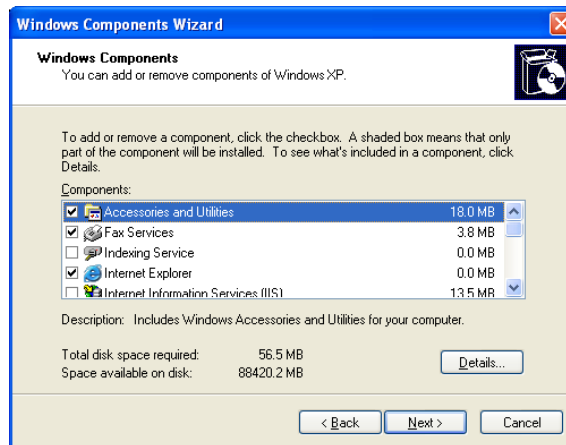 Windows Components Wizard
Windows Components
You can add or remove components of Windows XP.
To add or remove a component, click the checkbox. A shaded box means that only
part of the component will be installed. To see what's included in a component, click
Details.
Components:
Accessories and Utilities 18.0 MB
Fax Services 3.8 MB
Indexing Service 0.0 MB
Internet Explorer 0.0 MB
Internet Information Services (IIS) 13.5 MB
Description: Includes Windows Accessories and Utilities for your computer.
Total disk space required: 56.5 MB
Space available on disk: 88420.2 MB
Details...
< Back Next > Cancel